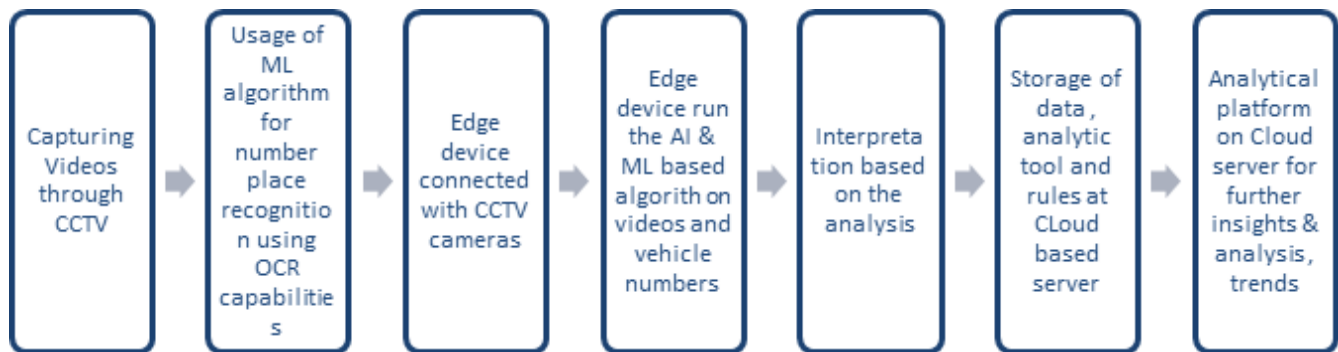 Capturing
Videos
through
CCTV
Usage of
ML
algorithm
for
number
place
recognitio
n using
OCR
capabilitie
s
Edge
device
connected
with CCTV
cameras
Edge
device run
the AI &
ML based
algorith on
videos and
vehicle
numbers
Interpreta
tion based
on the
analysis
Storage of
data ,
analytic
tool and
rules at
CLoud
based
server
Analytical
platform
on Cloud
server for
further
insights &
analysis,
trends